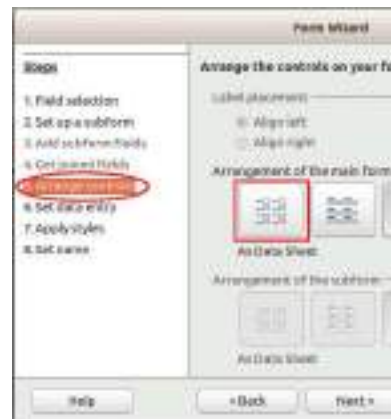 Form Wizard
Steps
1. Field selection
2. Set up a subform
3. Add subform fields
4. Get joined fields
5. Arrange controls
6. Set data entry
7. Apply styles
8. Set name
Arrange the controls on your
Label placement
Align left
Align right
Arrangement of the main form
As Data Sheet
Arrangement of the subform
As Data Sheet
Help
< Back
Next >